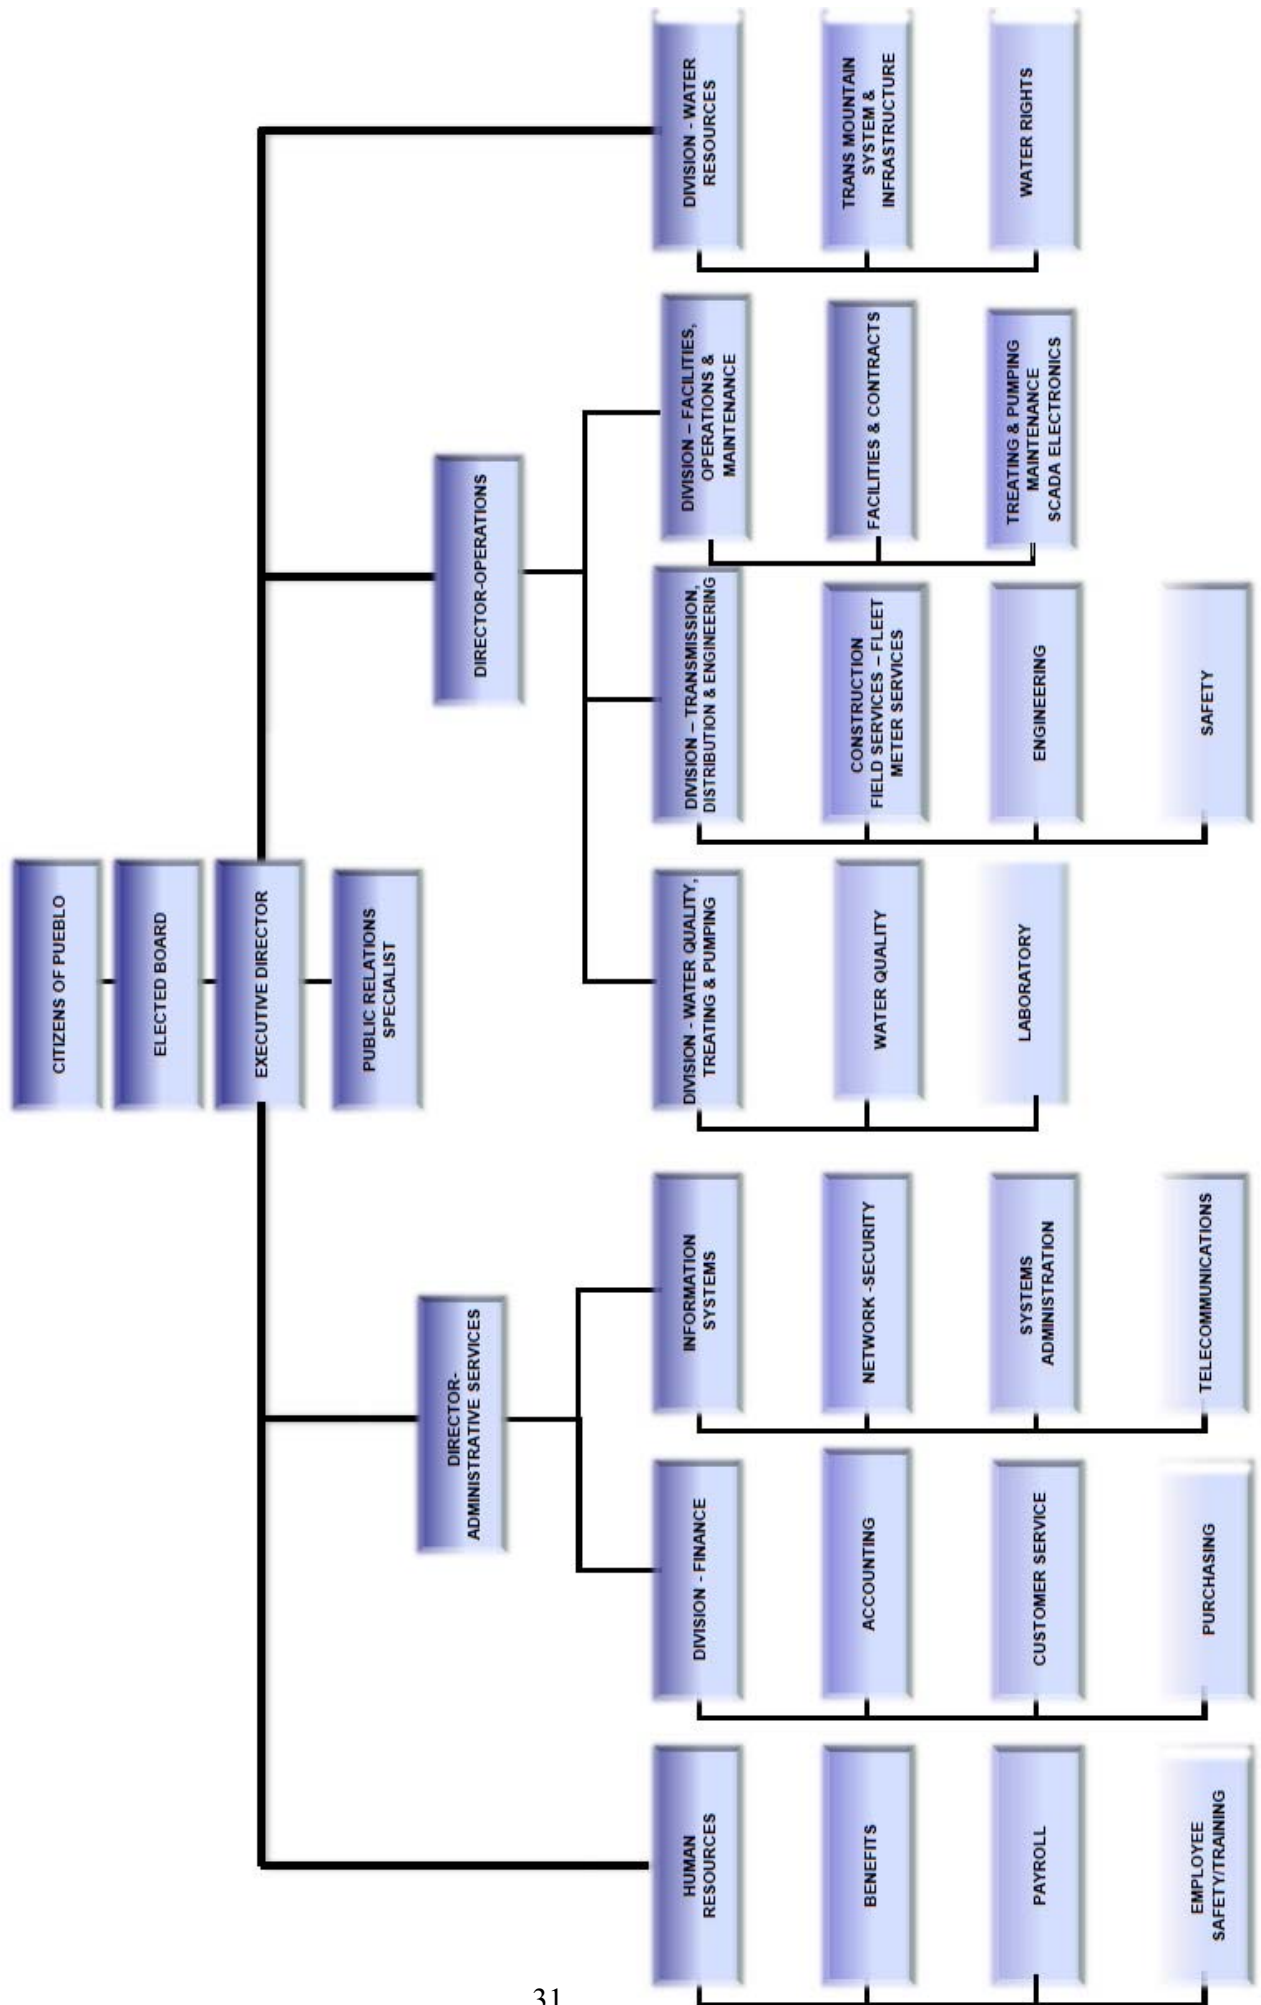 CITIZENS OF PUEBLO
ELECTED BOARD
EXECUTIVE DIRECTOR
PUBLIC RELATIONS
SPECIALIST
DIRECTOR-
ADMINISTRATIVE SERVICES
DIRECTOR-OPERATIONS
HUMAN
RESOURCES
BENEFITS
PAYROLL
EMPLOYEE
SAFETY/TRAINING
DIVISION - FINANCE
ACCOUNTING
CUSTOMER SERVICE
PURCHASING
INFORMATION
SYSTEMS
NETWORK -SECURITY
SYSTEMS
ADMINISTRATION
TELECOMMUNICATIONS
DIVISION - WATER QUALITY,
TREATING & PUMPING
WATER QUALITY
LABORATORY
DIVISION – TRANSMISSION,
DISTRIBUTION & ENGINEERING
CONSTRUCTION
FIELD SERVICES – FLEET
METER SERVICES
ENGINEERING
SAFETY
DIVISION – FACILITIES,
OPERATIONS &
MAINTENANCE
FACILITIES & CONTRACTS
TREATING & PUMPING
MAINTENANCE
SCADA ELECTRONICS
DIVISION - WATER
RESOURCES
TRANS MOUNTAIN
SYSTEM &
INFRASTRUCTURE
WATER RIGHTS
31